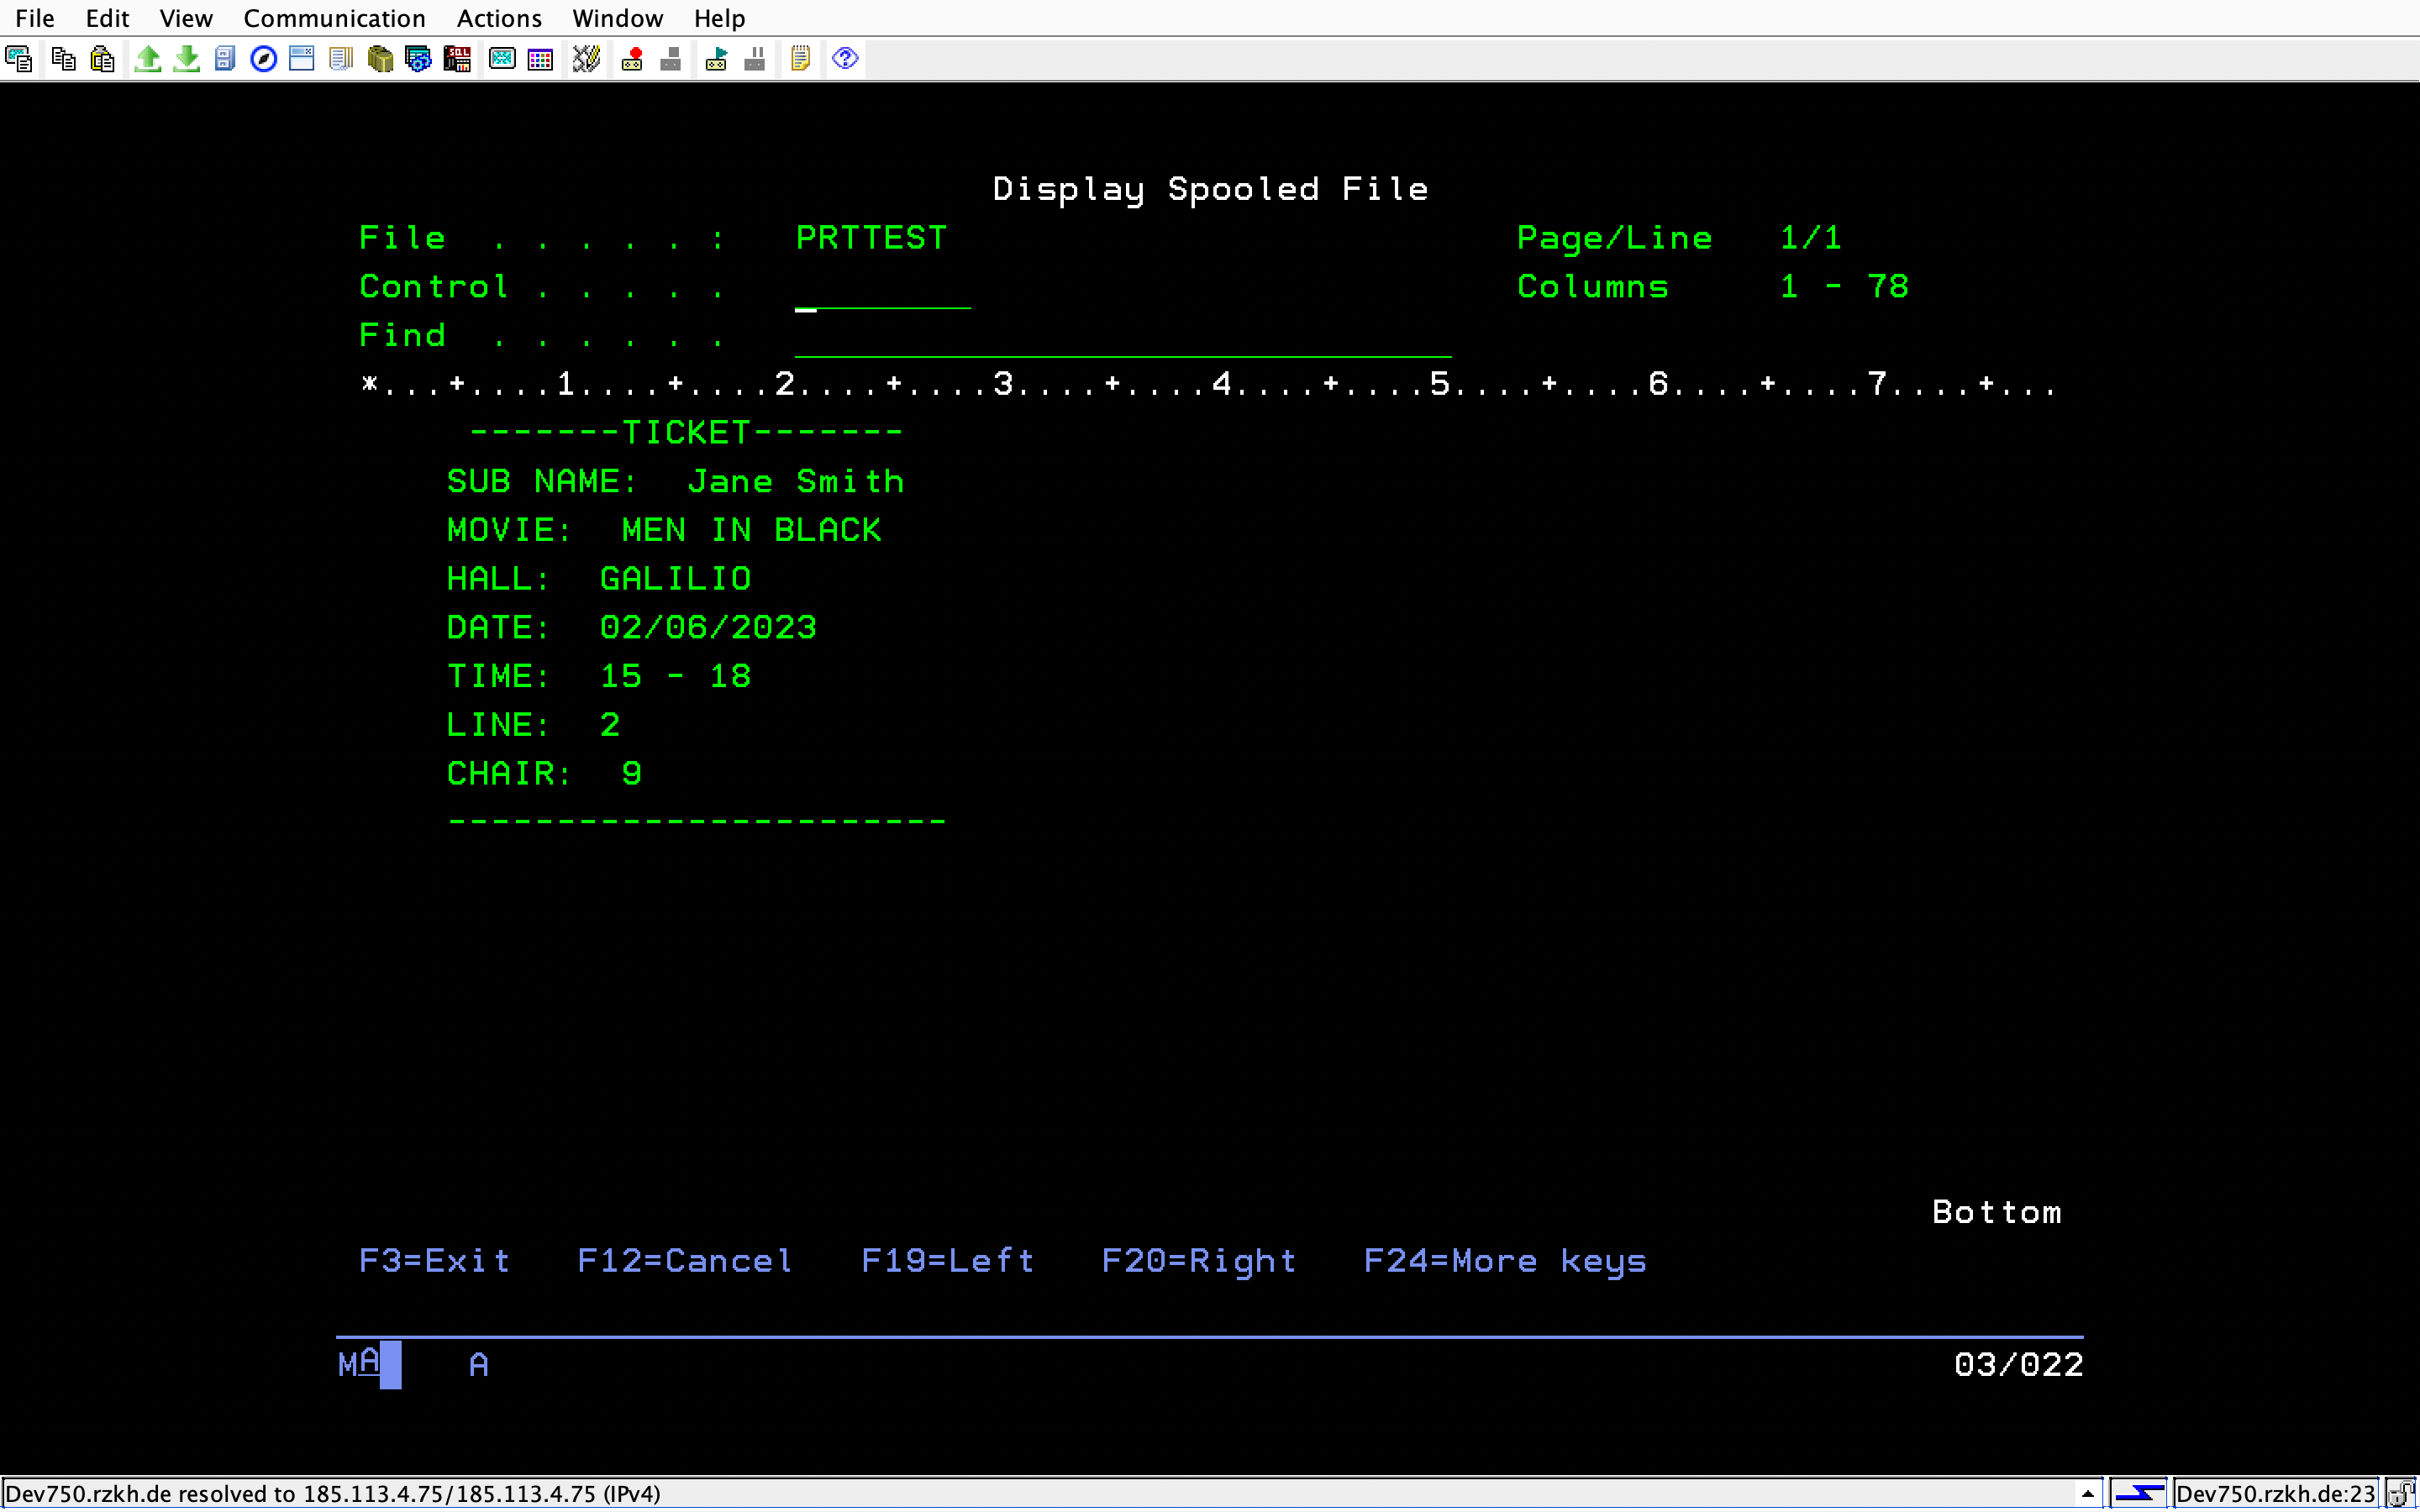 File Edit View Communication Actions Window Help
Display Spooled File
File . . . . . : PRTTEST Page/Line 1/1
Control . . . . . Columns 1 - 78
Find . . . . . .
*...+....1....+....2....+....3....+....4....+....5....+....6....+....7....+...
-------TICKET-------
SUB NAME: Jane Smith
MOVIE: MEN IN BLACK
HALL: GALILIO
DATE: 02/06/2023
TIME: 15 - 18
LINE: 2
CHAIR: 9
-----------------------
Bottom
F3=Exit F12=Cancel F19=Left F20=Right F24=More keys
MA A 03/022
Dev750.rzkh.de resolved to 185.113.4.75/185.113.4.75 (IPv4) Dev750.rzkh.de:23